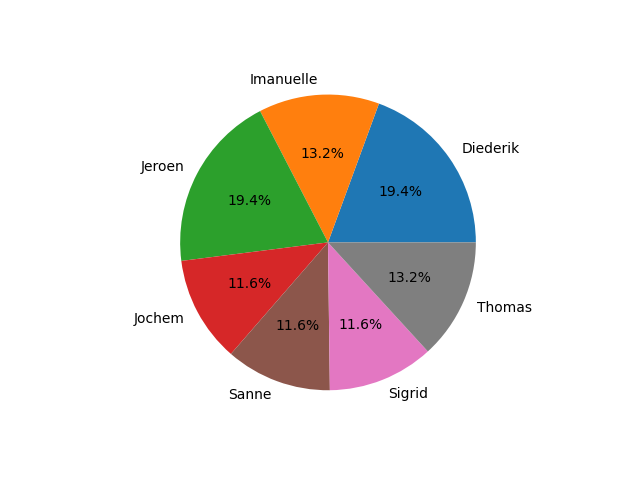 Imanuelle
Diederik
Jeroen
Jochem
Sanne
Sigrid
Thomas
13.2%
19.4%
19.4%
11.6%
11.6%
11.6%
13.2%